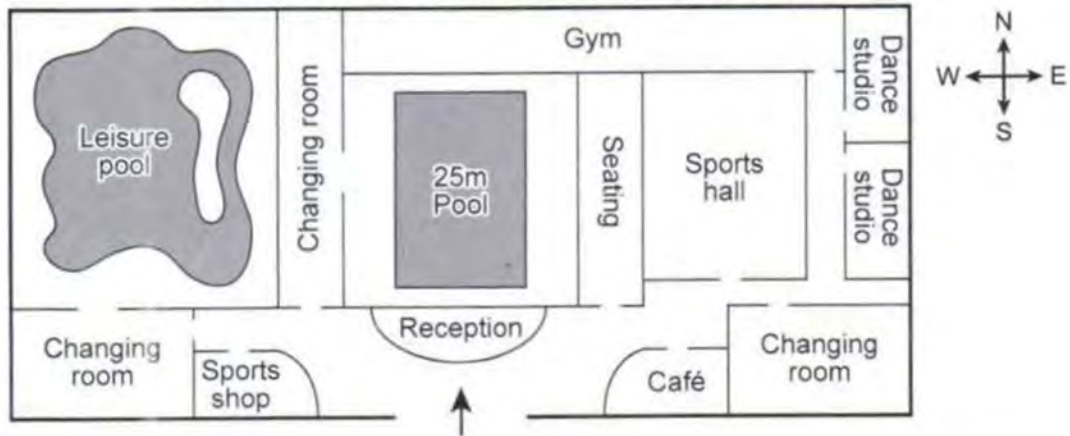 Gym
N
W E
S
Dance
studio
Changing room
Leisure
pool
25m
Pool
Seating
Sports
hall
Dance
studio
Reception
Changing
room
Sports
shop
Café
Changing
room